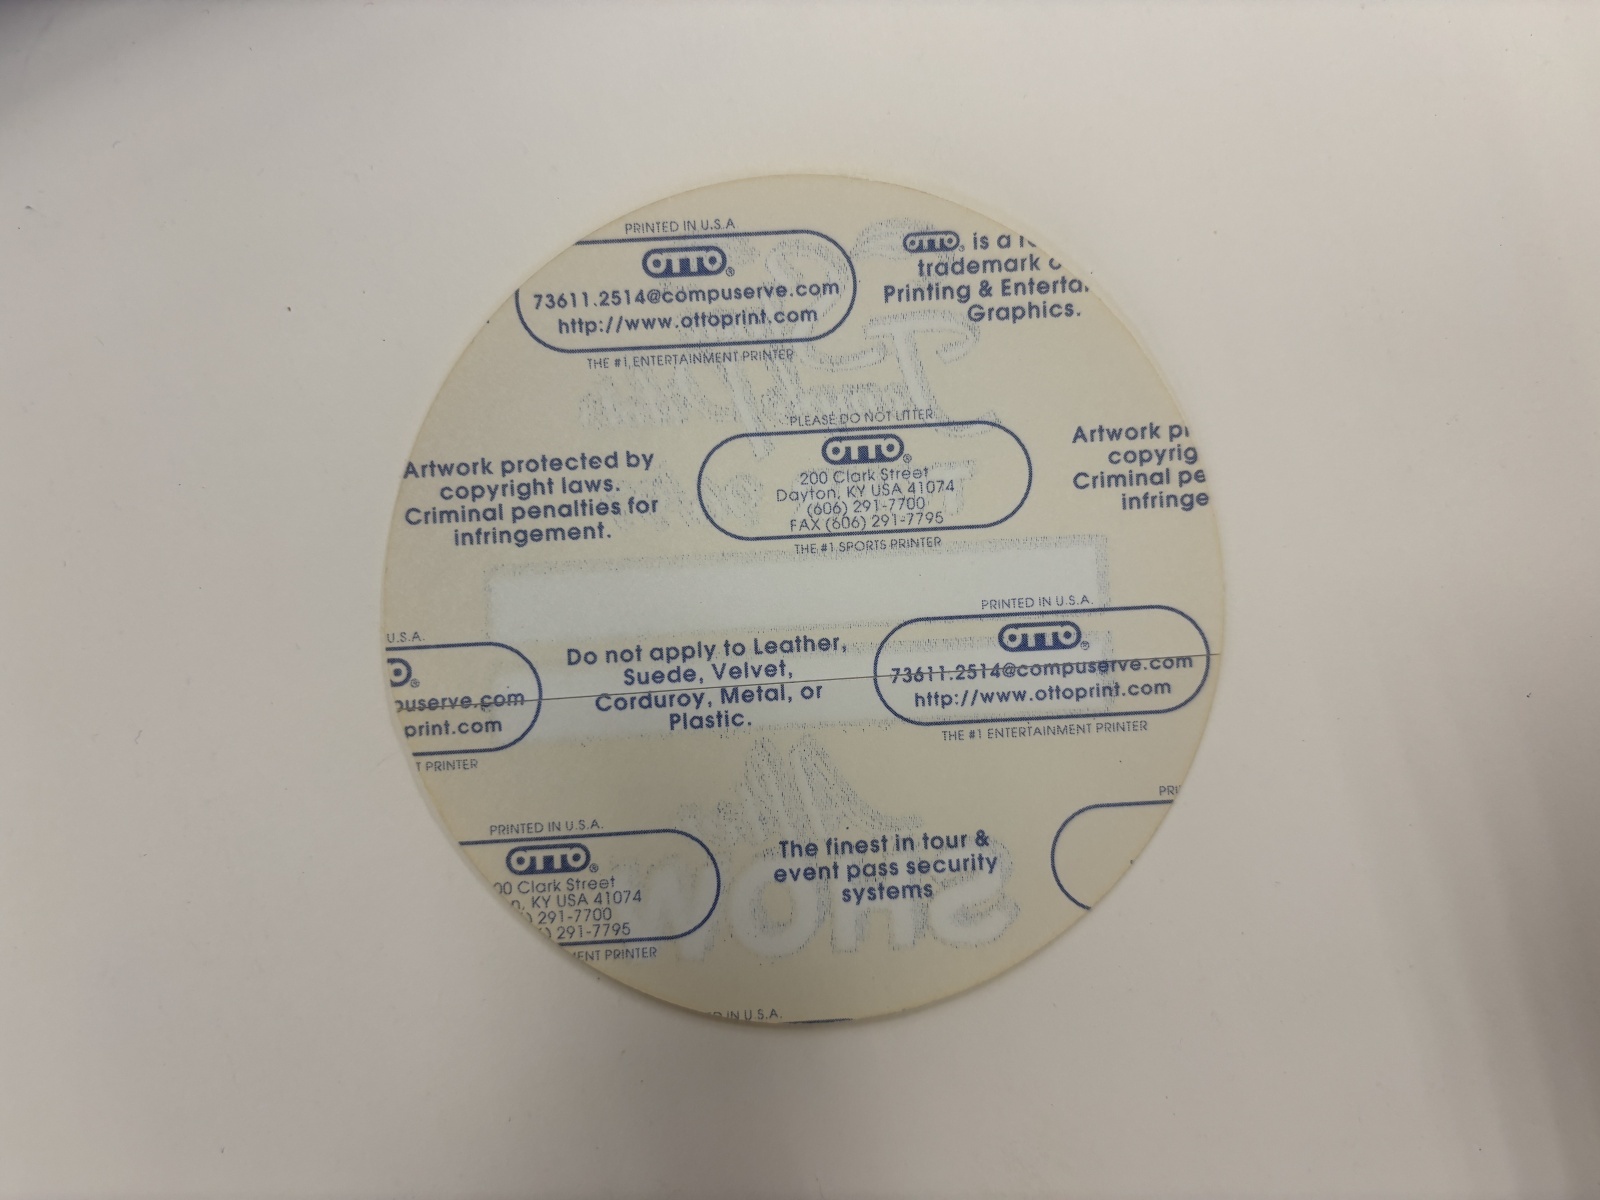 PRINTED IN U.S.A.
OTTO®
73611.2514@compuserve.com
http://www.ottoprint.com
THE #1 ENTERTAINMENT PRINTER
OTTO® is a
trademark
Printing & Enterta
Graphics.
Artwork protected by
copyright laws.
Criminal penalties for
infringement.
PLEASE DO NOT LITTER
OTTO®
200 Clark Street
Dayton, KY USA 41074
(606) 291-7700
FAX (606) 291-7795
THE #1 SPORTS PRINTER
Artwork p
copyrig
Criminal pe
infringe
U.S.A.
O®
puserve.com
print.com
T PRINTER
Do not apply to Leather,
Suede, Velvet,
Corduroy, Metal, or
Plastic.
PRINTED IN U.S.A.
OTTO®
73611.2514@compuserve.com
http://www.ottoprint.com
THE #1 ENTERTAINMENT PRINTER
PRINTED IN U.S.A.
OTTO®
00 Clark Street
n, KY USA 41074
) 291-7700
) 291-7795
MENT PRINTER
The finest in tour &
event pass security
systems
PRI
SHOW
D IN U.S.A.